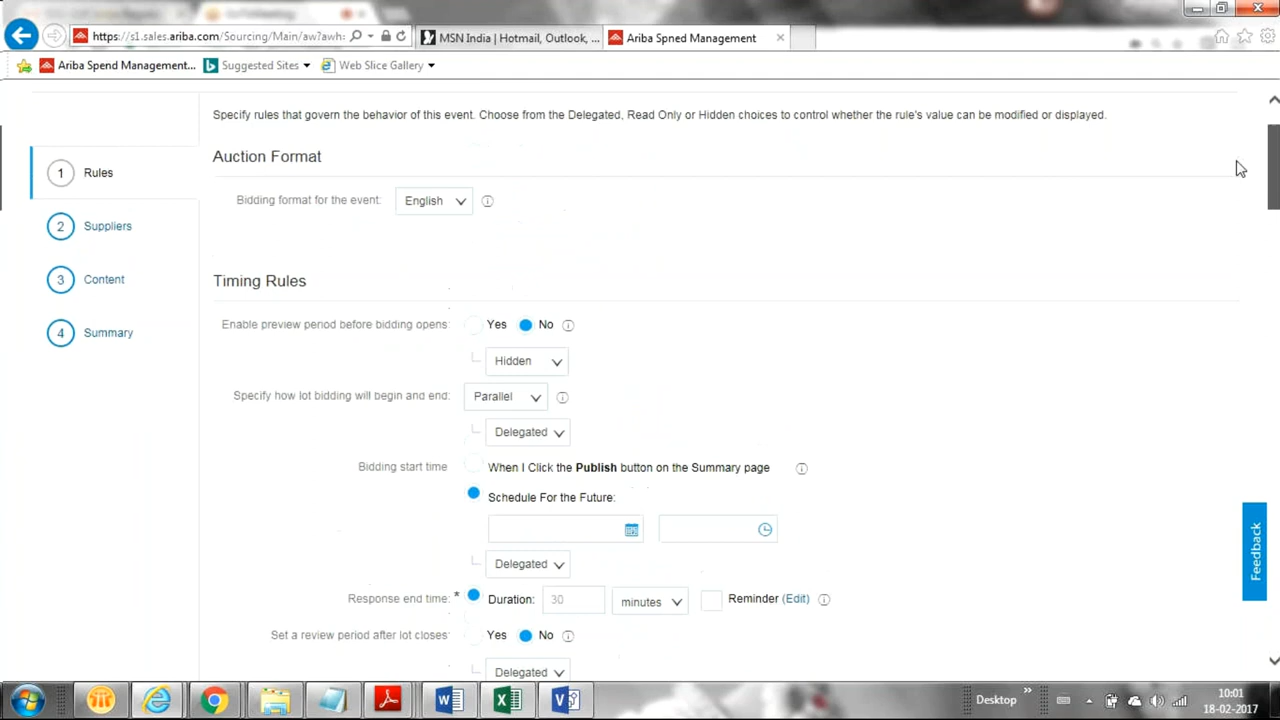 https://s1.sales.ariba.com/Sourcing/Main/aw?awh:
MSN India | Hotmail, Outlook, ...
Ariba Spned Management
Ariba Spend Management...
Suggested Sites
Web Slice Gallery
Specify rules that govern the behavior of this event. Choose from the Delegated, Read Only or Hidden choices to control whether the rule's value can be modified or displayed.
1 Rules
2 Suppliers
3 Content
4 Summary
Auction Format
Bidding format for the event: English
Timing Rules
Enable preview period before bidding opens: Yes No
Hidden
Specify how lot bidding will begin and end: Parallel
Delegated
Bidding start time When I Click the Publish button on the Summary page
Schedule For the Future:
Delegated
Response end time: * Duration: 30 minutes Reminder (Edit)
Set a review period after lot closes: Yes No
Delegated
Feedback
Desktop
10:01
18-02-2017